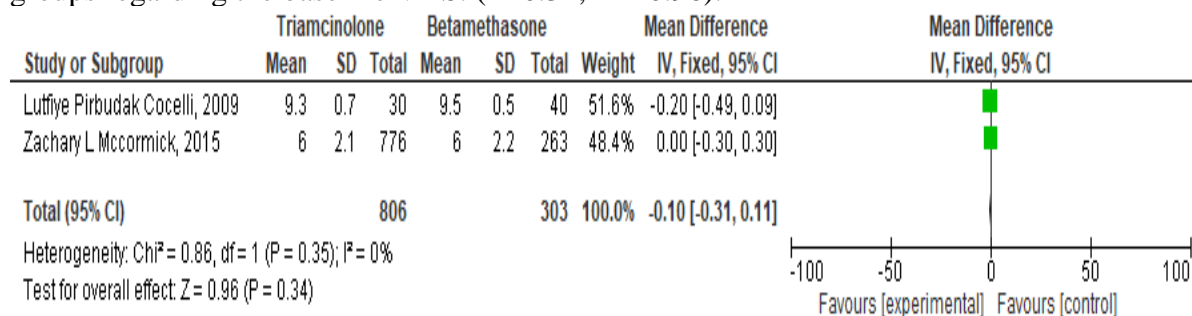 Triamcinolone Betamethasone Mean Difference Mean Difference
Study or Subgroup Mean SD Total Mean SD Total Weight IV, Fixed, 95% CI IV, Fixed, 95% CI
Lutfiye Pirbudak Cocelli, 2009 9.3 0.7 30 9.5 0.5 40 51.6% -0.20 [-0.49, 0.09]
Zachary L Mccormick, 2015 6 2.1 776 6 2.2 263 48.4% 0.00 [-0.30, 0.30]
Total (95% CI) 806 303 100.0% -0.10 [-0.31, 0.11]
Heterogeneity: Chi² = 0.86, df = 1 (P = 0.35); I² = 0%
Test for overall effect: Z = 0.96 (P = 0.34)
-100 -50 0 50 100
Favours [experimental] Favours [control]